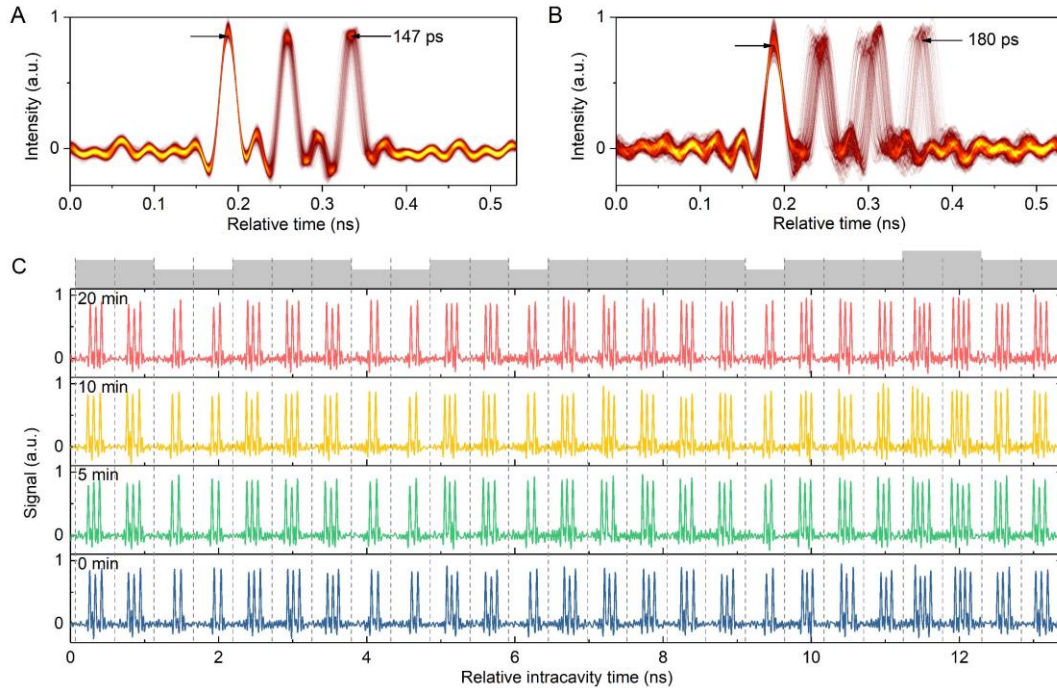 A
B
1
147 ps
0
Intensity (a.u.)
0.0 0.1 0.2 0.3 0.4 0.5
Relative time (ns)
1
180 ps
0
Intensity (a.u.)
0.0 0.1 0.2 0.3 0.4 0.5
Relative time (ns)
C
1
20 min
0
1
10 min
0
1
5 min
0
1
0 min
0
Signal (a.u.)
0 2 4 6 8 10 12
Relative intracavity time (ns)